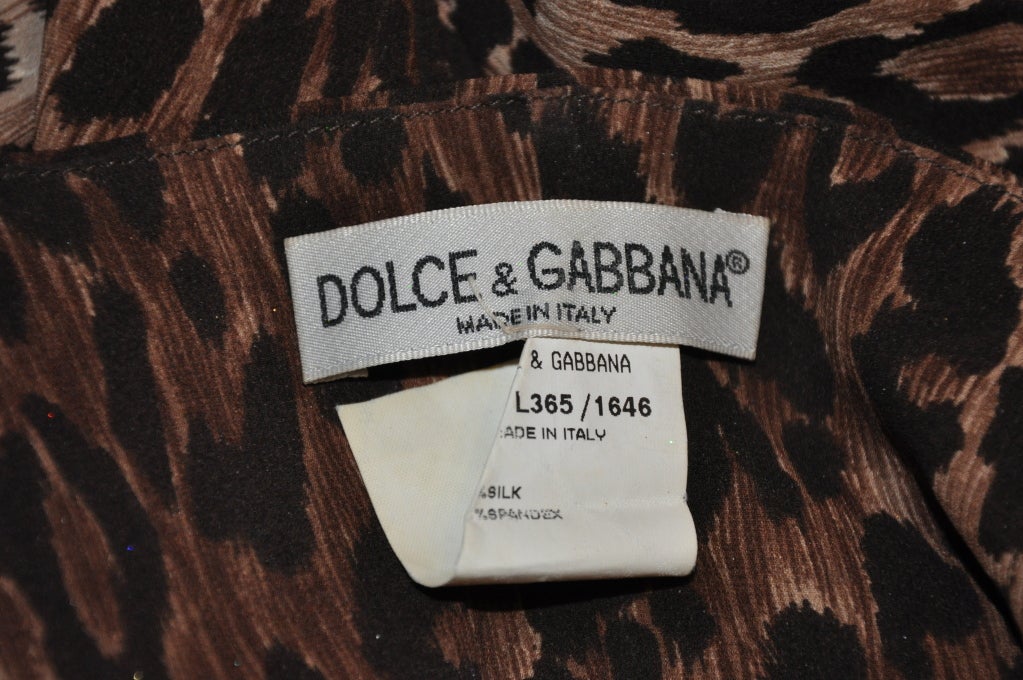 DOLCE & GABBANA®
MADE IN ITALY
& GABBANA
L365 / 1646
ADE IN ITALY
%SILK
%SPANDEX